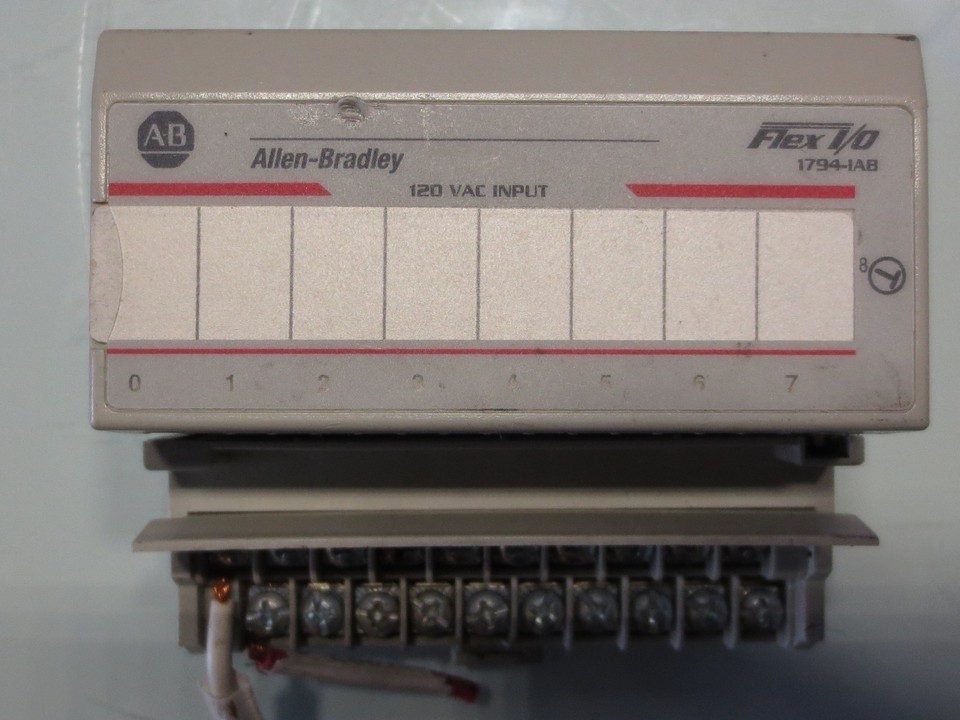 AB
Allen-Bradley
Flex I/O
1794-IA8
120 VAC INPUT
8
0 1 2 3 4 5 6 7